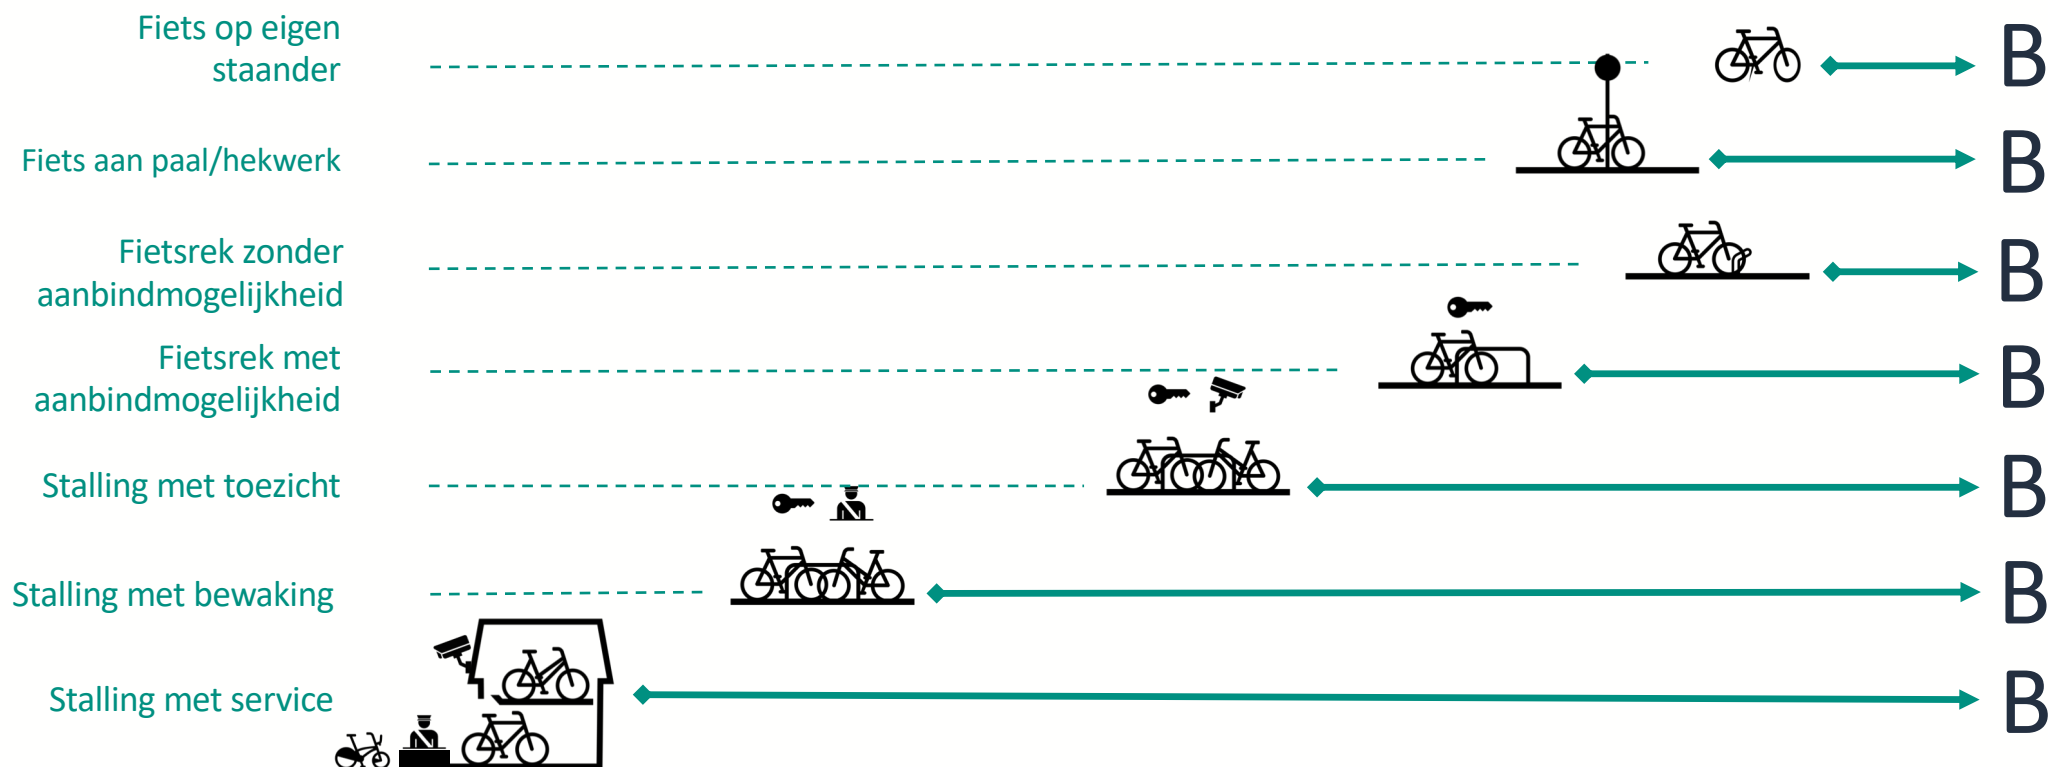 Fiets op eigen
staander
B
Fiets aan paal/hekwerk
B
Fietsrek zonder
aanbindmogelijkheid
B
Fietsrek met
aanbindmogelijkheid
B
Stalling met toezicht
B
Stalling met bewaking
B
Stalling met service
B